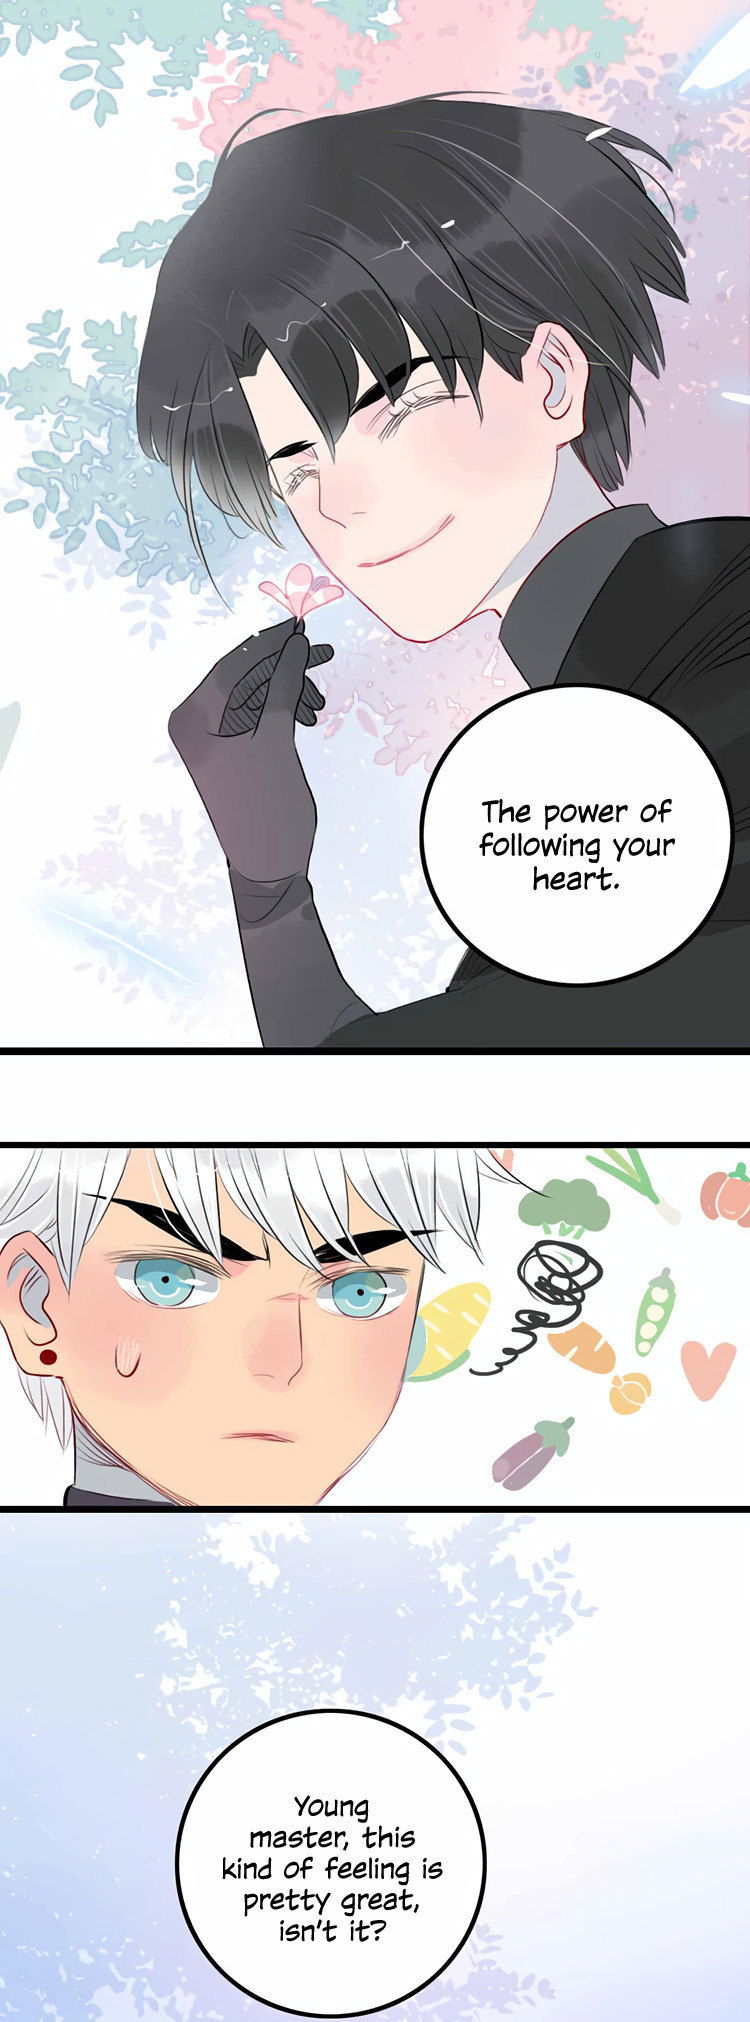 The power of
following your
heart.
Young
master, this
kind of feeling is
pretty great,
isn't it?